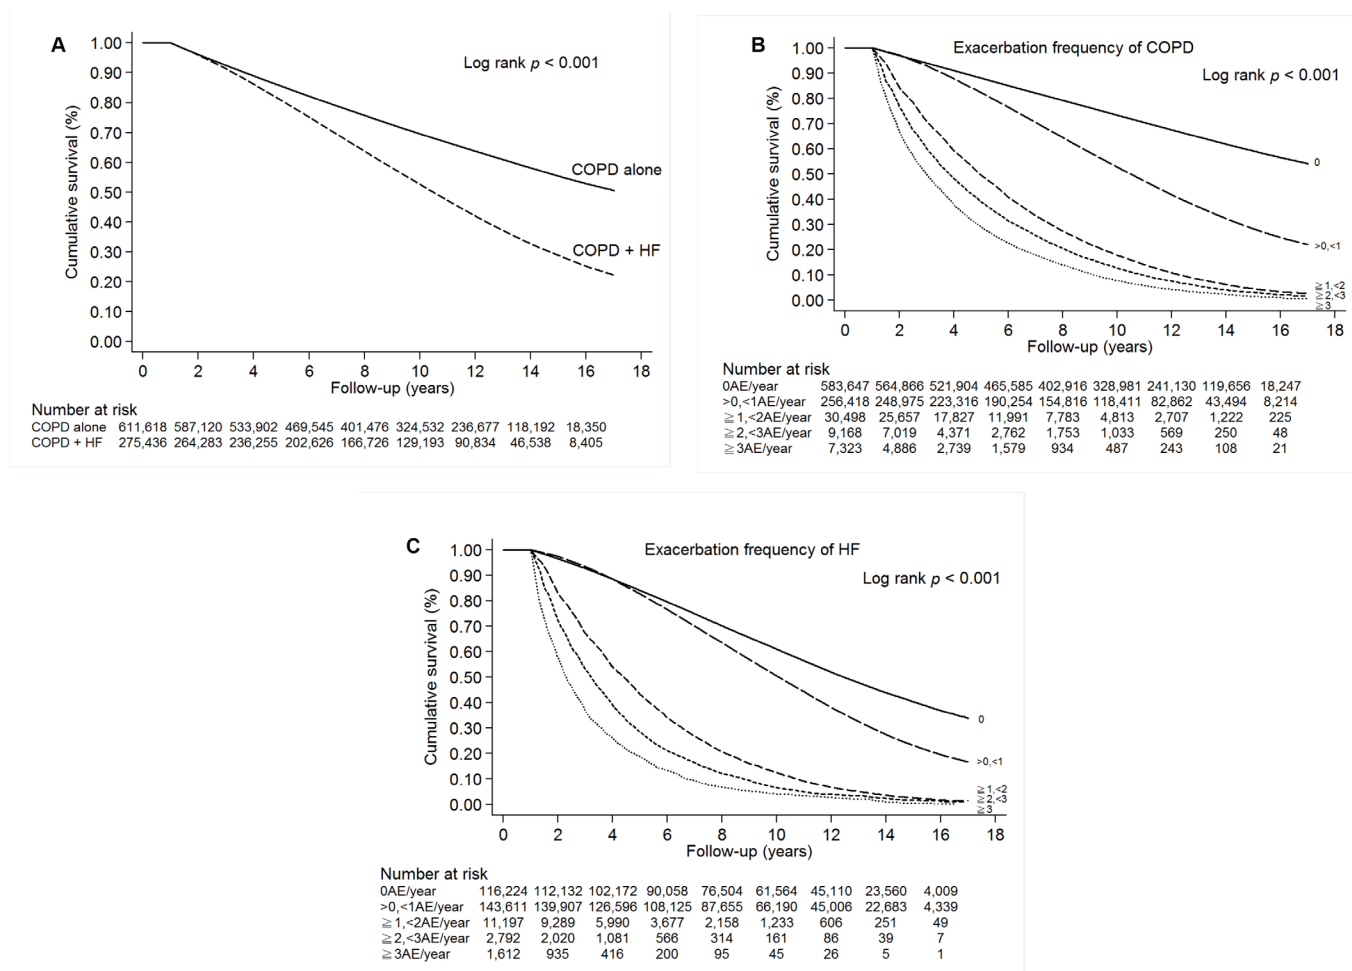 A
Log rank p < 0.001
Cumulative survival (%)
1.00
0.90
0.80
0.70
0.60
0.50
0.40
0.30
0.20
0.10
0.00
COPD alone
COPD + HF
0 2 4 6 8 10 12 14 16 18
Follow-up (years)
Number at risk
COPD alone 611,618 587,120 533,902 469,545 401,476 324,532 236,677 118,192 18,350
COPD + HF 275,436 264,283 236,255 202,626 166,726 129,193 90,834 46,538 8,405
B
Exacerbation frequency of COPD
Log rank p < 0.001
Cumulative survival (%)
1.00
0.90
0.80
0.70
0.60
0.50
0.40
0.30
0.20
0.10
0.00
0
>0,<1
≧1,<2
≧2,<3
≧3
0 2 4 6 8 10 12 14 16 18
Follow-up (years)
Number at risk
0AE/year 583,647 564,866 521,904 465,585 402,916 328,981 241,130 119,656 18,247
>0,<1AE/year 256,418 248,975 223,316 190,254 154,816 118,411 82,862 43,494 8,214
≧1,<2AE/year 30,498 25,657 17,827 11,991 7,783 4,813 2,707 1,222 225
≧2,<3AE/year 9,168 7,019 4,371 2,762 1,753 1,033 569 250 48
≧3AE/year 7,323 4,886 2,739 1,579 934 487 243 108 21
C
Exacerbation frequency of HF
Log rank p < 0.001
Cumulative survival (%)
1.00
0.90
0.80
0.70
0.60
0.50
0.40
0.30
0.20
0.10
0.00
0
>0,<1
≧1,<2
≧2,<3
≧3
0 2 4 6 8 10 12 14 16 18
Follow-up (years)
Number at risk
0AE/year 116,224 112,132 102,172 90,058 76,504 61,564 45,110 23,560 4,009
>0,<1AE/year 143,611 139,907 126,596 108,125 87,655 66,190 45,006 22,683 4,339
≧1,<2AE/year 11,197 9,289 5,990 3,677 2,158 1,233 606 251 49
≧2,<3AE/year 2,792 2,020 1,081 566 314 161 86 39 7
≧3AE/year 1,612 935 416 200 95 45 26 5 1